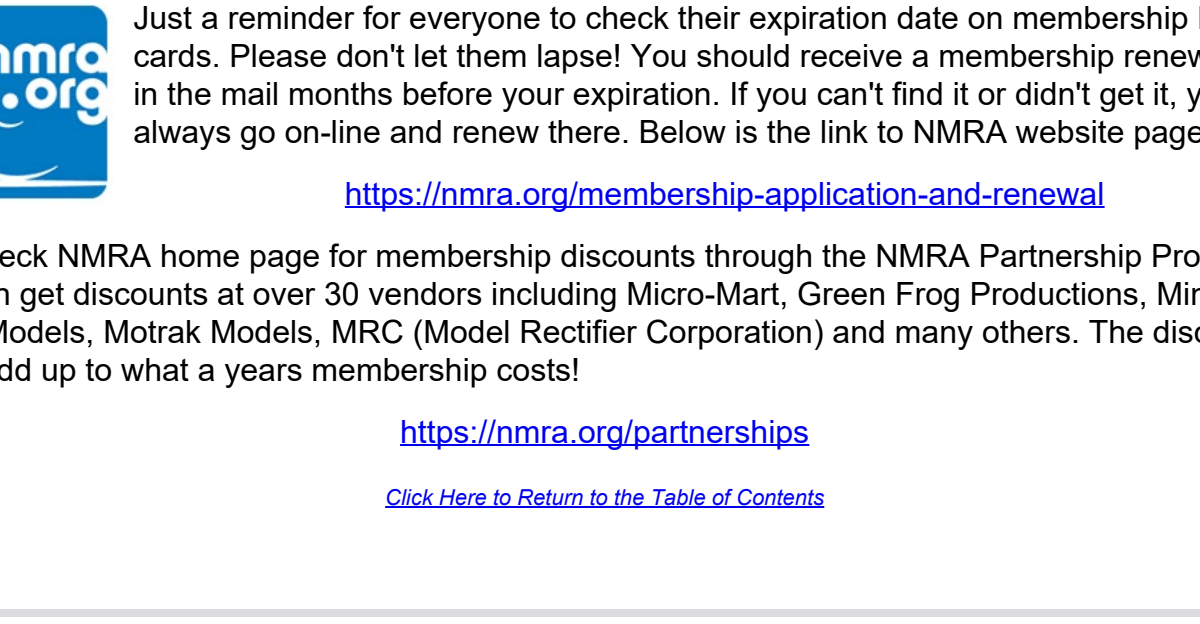 nmra
.org
Just a reminder for everyone to check their expiration date on membership
cards. Please don't let them lapse! You should receive a membership
in the mail months before your expiration. If you can't find it or didn't get it,
always go on-line and renew there. Below is the link to NMRA website page
https://nmra.org/membership-application-and-renewal
NMRA home page for membership discounts through the NMRA Partnership
get discounts at over 30 vendors including Micro-Mart, Green Frog Productions,
Models, Motrak Models, MRC (Model Rectifier Corporation) and many others. The
up to what a years membership costs!
https://nmra.org/partnerships
Click Here to Return to the Table of Contents